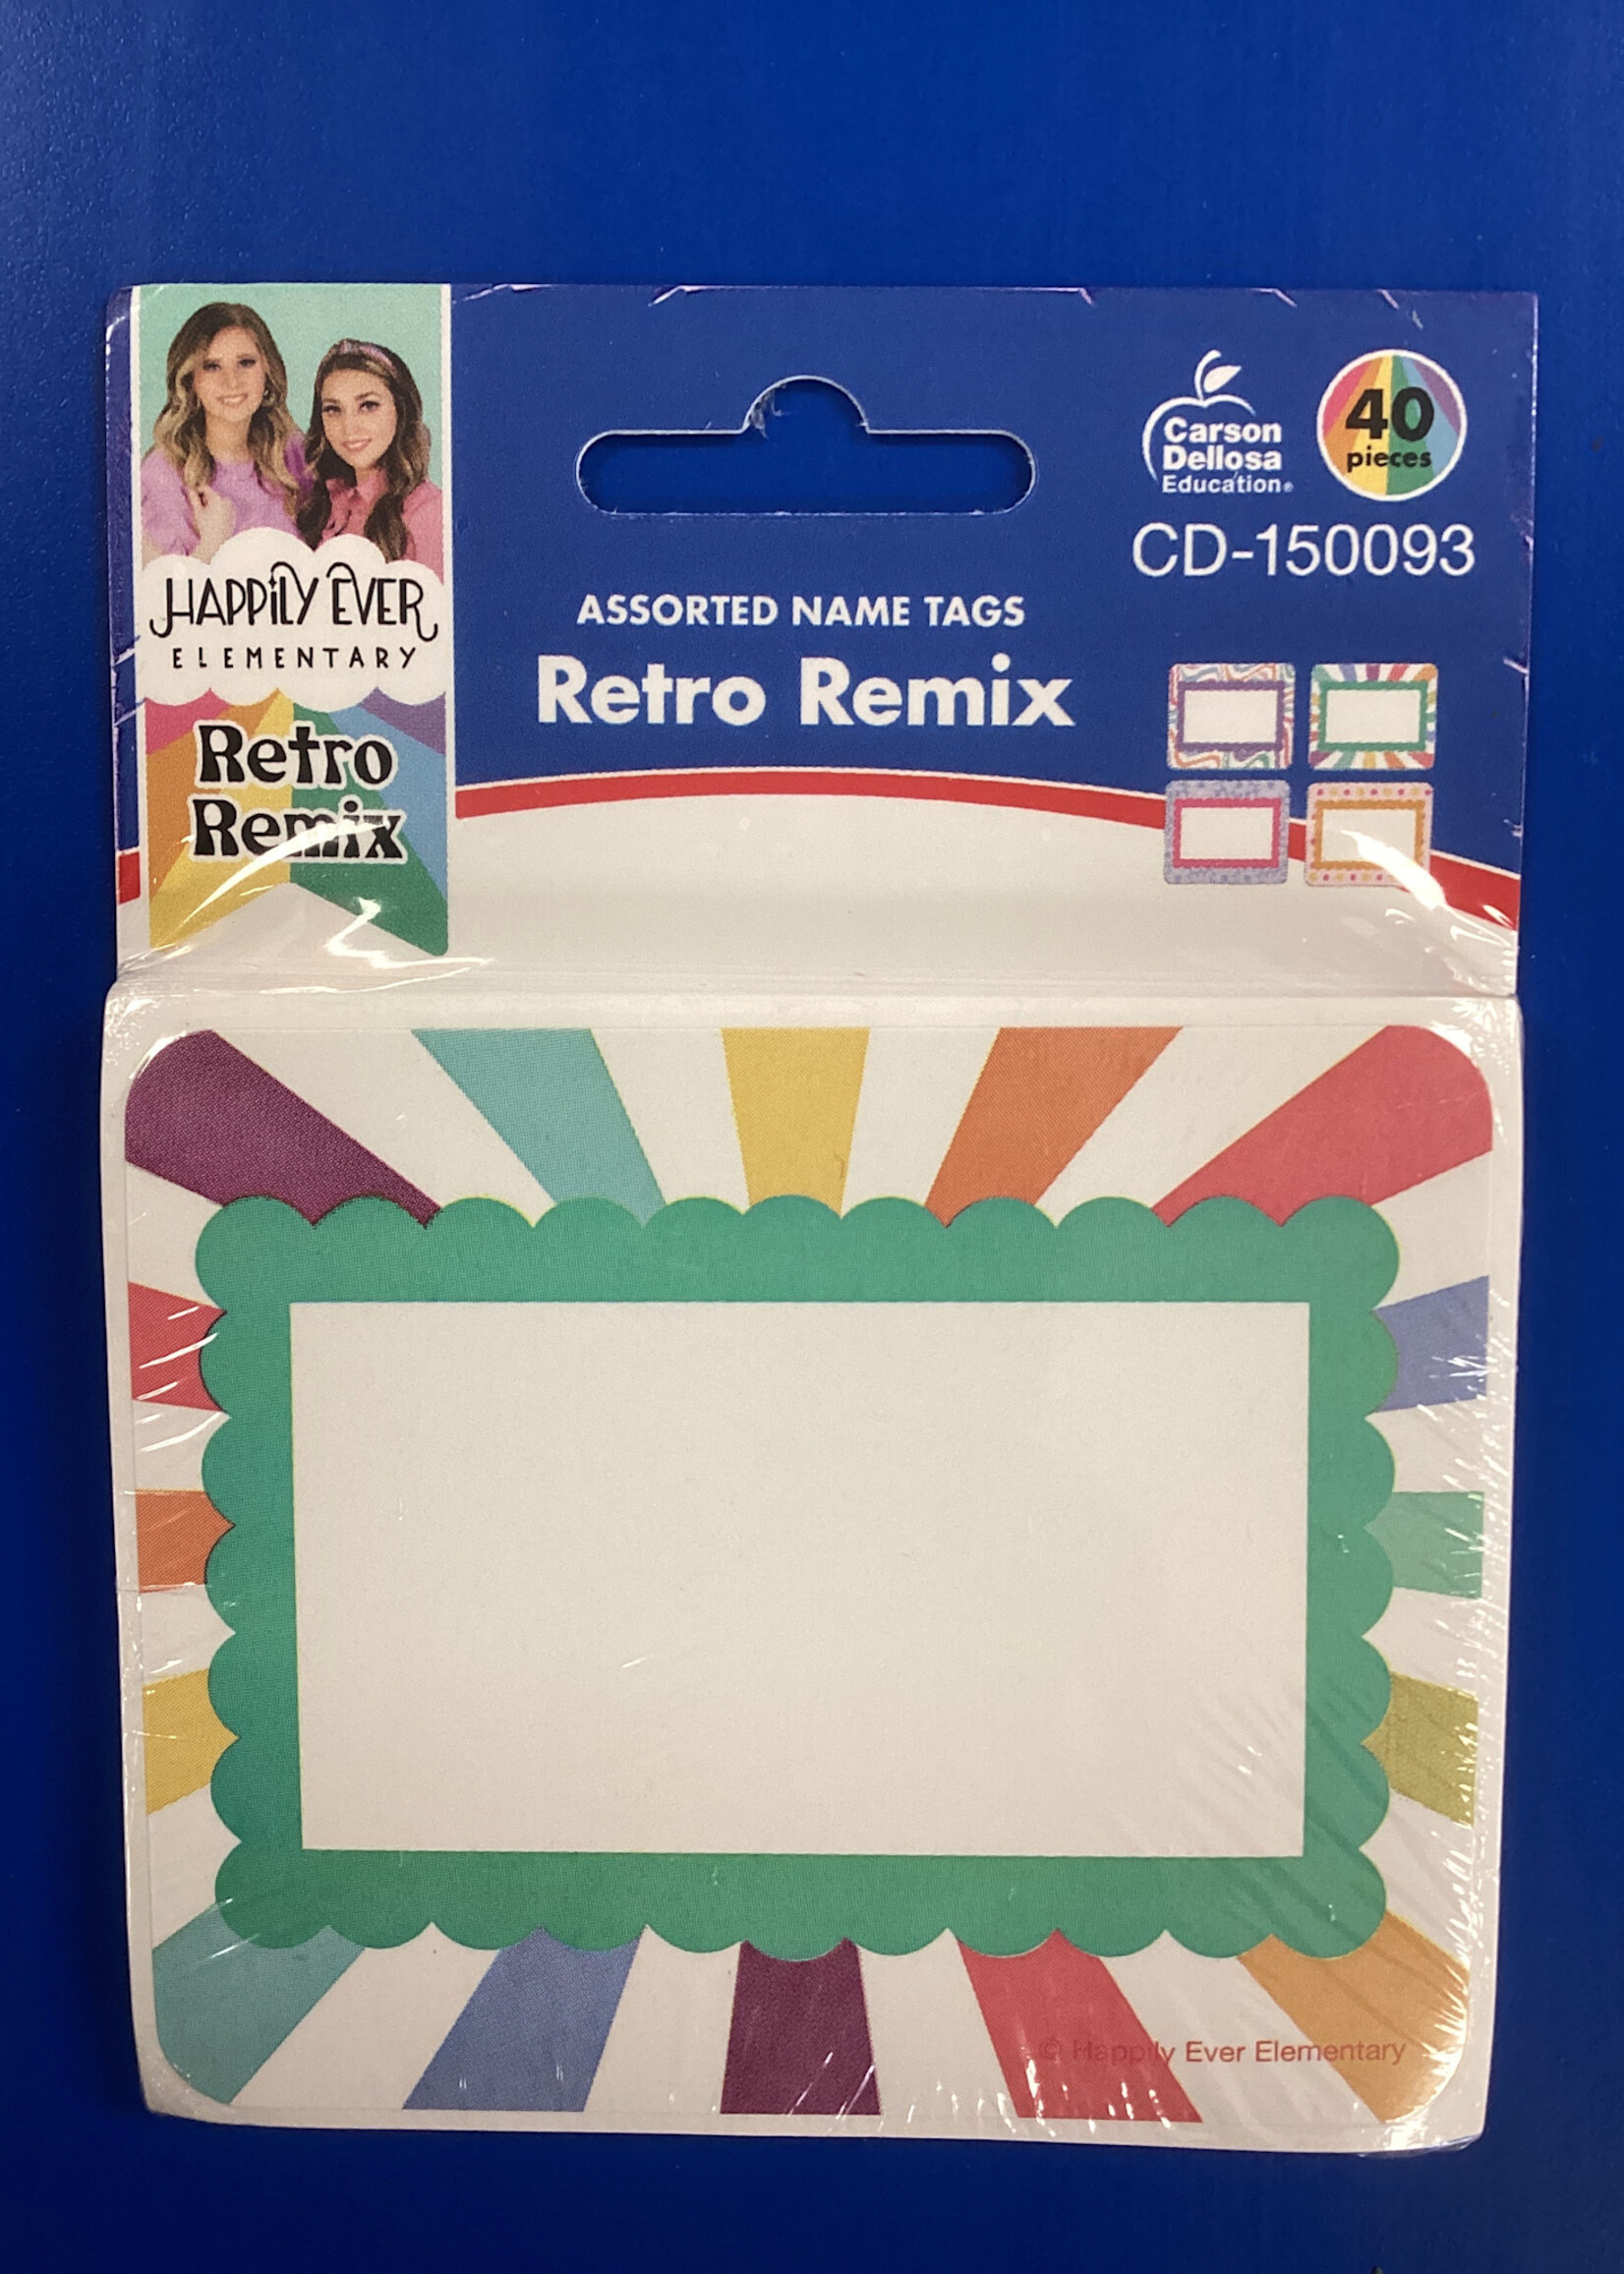 HAPPILY EVER
ELEMENTARY
Retro
Remix
ASSORTED NAME TAGS
Retro Remix
Carson
Dellosa
Education®
40
pieces
CD-150093
© Happily Ever Elementary